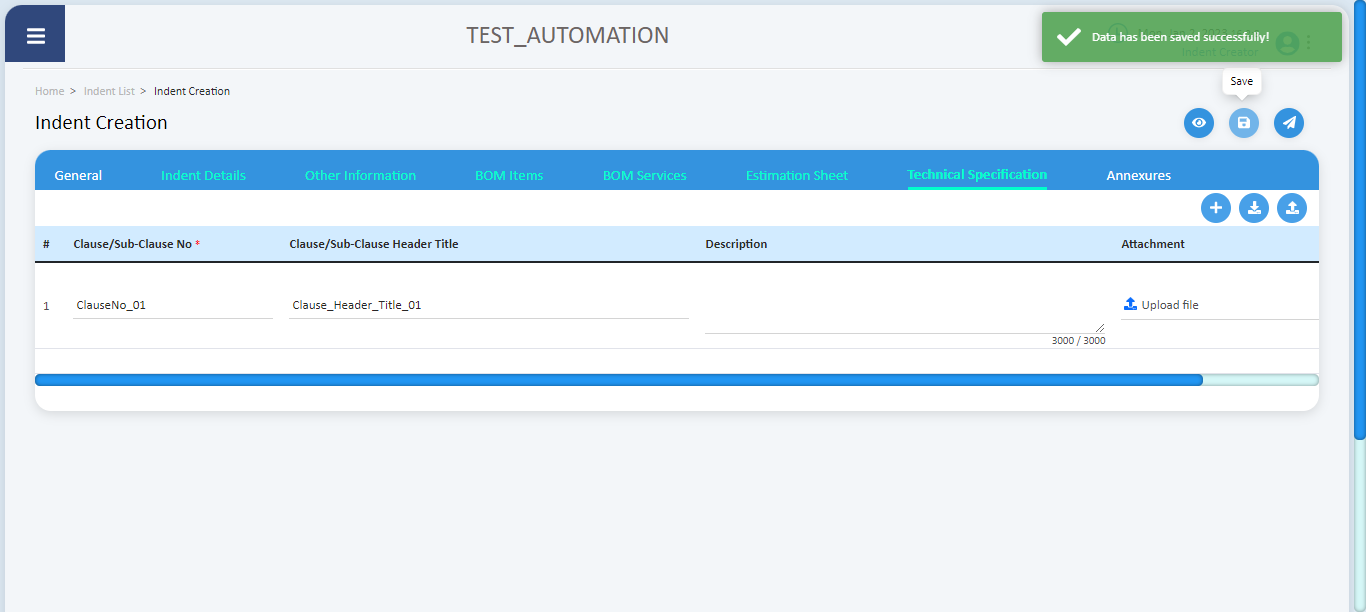 TEST_AUTOMATION
Data has been saved successfully!
Indent Creator
Home > Indent List > Indent Creation
Save
Indent Creation
General Indent Details Other Information BOM Items BOM Services Estimation Sheet Technical Specification Annexures
# Clause/Sub-Clause No * Clause/Sub-Clause Header Title Description Attachment
1 ClauseNo_01 Clause_Header_Title_01 Upload file
3000 / 3000